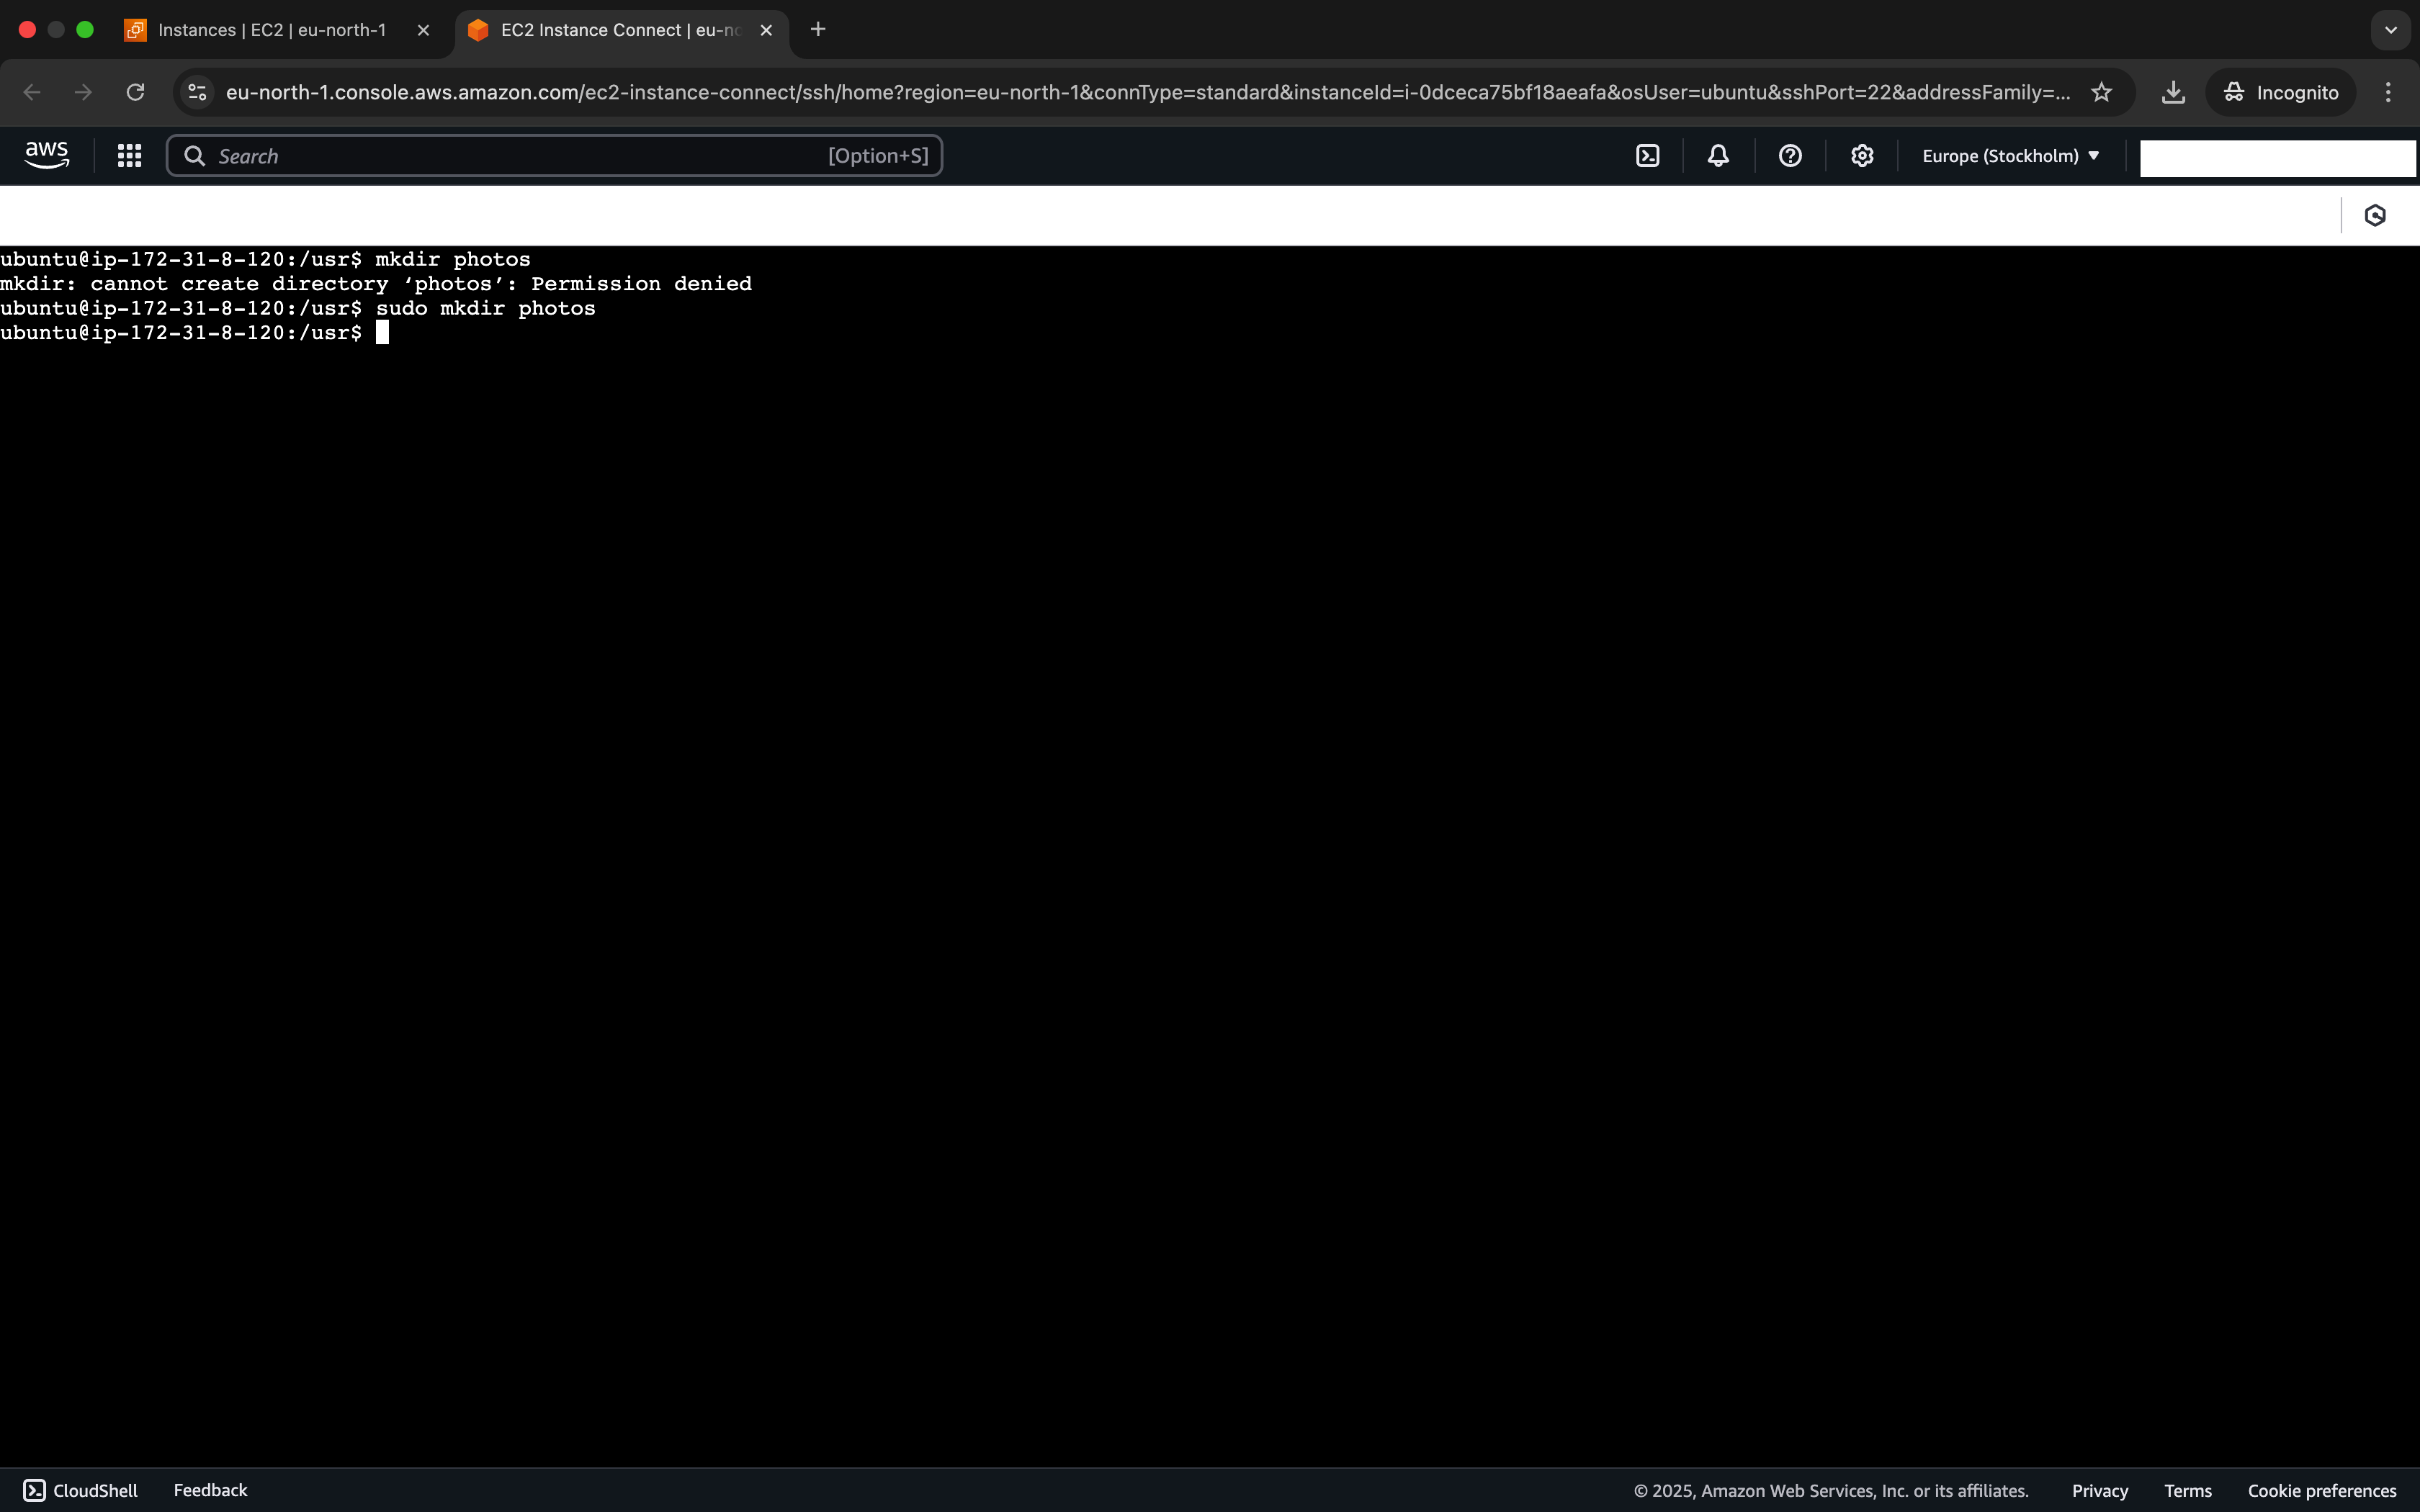 Instances | EC2 | eu-north-1
EC2 Instance Connect | eu-no
eu-north-1.console.aws.amazon.com/ec2-instance-connect/ssh/home?region=eu-north-1&connType=standard&instanceId=i-0dceca75bf18aeafa&osUser=ubuntu&sshPort=22&addressFamily=...
Incognito
aws
Search
[Option+S]
Europe (Stockholm)
ubuntu@ip-172-31-8-120:/usr$ mkdir photos
mkdir: cannot create directory ‘photos’: Permission denied
ubuntu@ip-172-31-8-120:/usr$ sudo mkdir photos
ubuntu@ip-172-31-8-120:/usr$
CloudShell
Feedback
© 2025, Amazon Web Services, Inc. or its affiliates.
Privacy
Terms
Cookie preferences